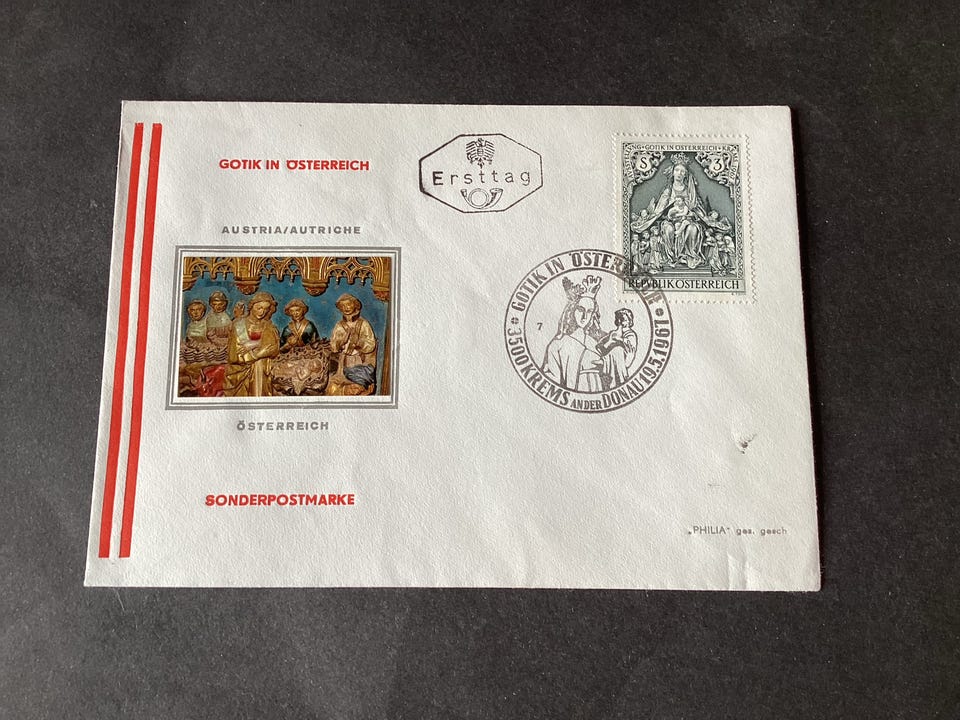 GOTIK IN ÖSTERREICH
AUSTRIA/AUTRICHE
ÖSTERREICH
SONDERPOSTMARKE
Ersttag
GOTIK IN ÖSTERREICH
S 3
REPUBLIK ÖSTERREICH
GOTIK IN ÖSTERREICH
* 3500 KREMS AN DER DONAU 19.5.1967 *
7
„PHILIA“ ges. gesch